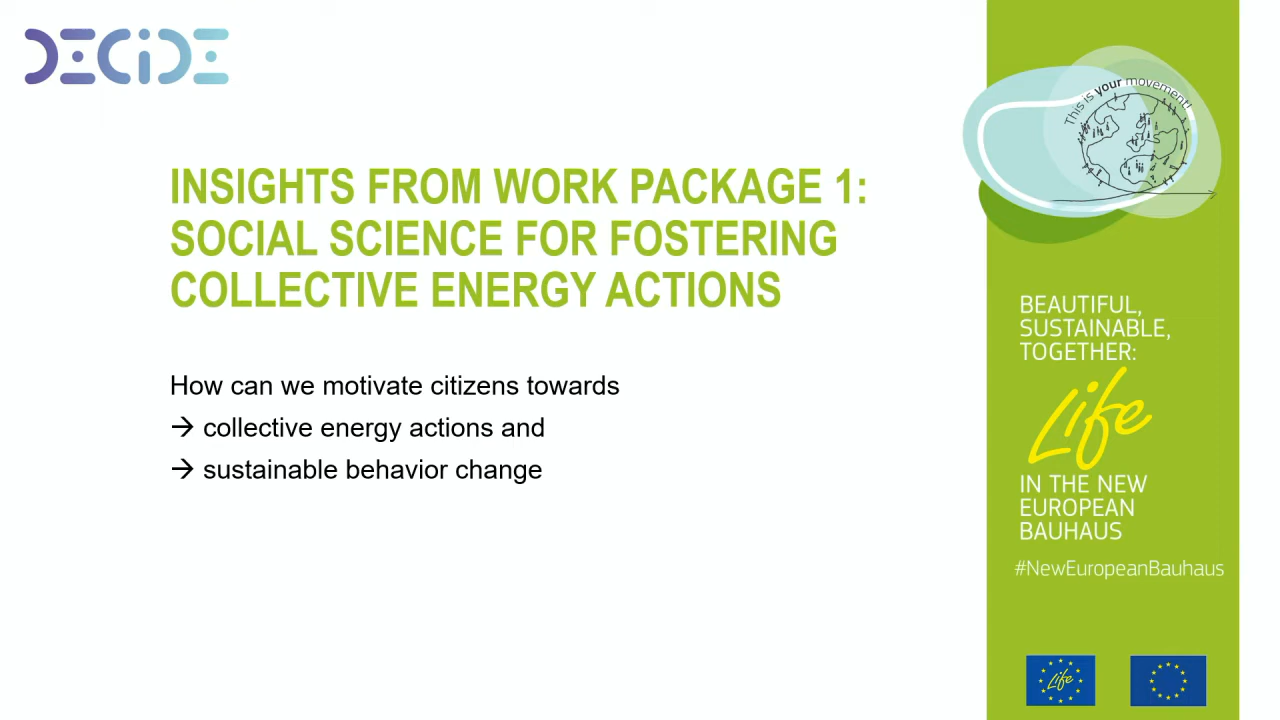 DECIDE
INSIGHTS FROM WORK PACKAGE 1:
SOCIAL SCIENCE FOR FOSTERING
COLLECTIVE ENERGY ACTIONS
How can we motivate citizens towards
→ collective energy actions and
→ sustainable behavior change
This is your movement!
BEAUTIFUL,
SUSTAINABLE,
TOGETHER:
Life
IN THE NEW
EUROPEAN
BAUHAUS
#NewEuropeanBauhaus
Life